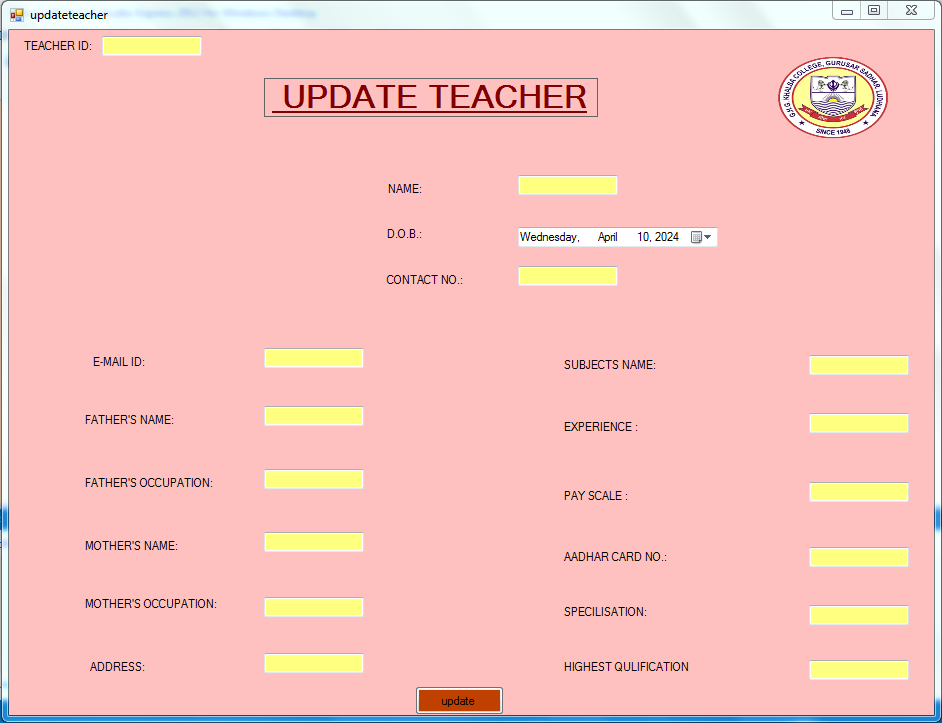 updateteacher
TEACHER ID:
UPDATE TEACHER
G.H.G. KHALSA COLLEGE, GURUSAR SADHAR, LUDHIANA
SINCE 1948
NAME:
D.O.B.:
Wednesday, April 10, 2024
CONTACT NO.:
E-MAIL ID:
SUBJECTS NAME:
FATHER'S NAME:
EXPERIENCE :
FATHER'S OCCUPATION:
PAY SCALE :
MOTHER'S NAME:
AADHAR CARD NO.:
MOTHER'S OCCUPATION:
SPECILISATION:
ADDRESS:
HIGHEST QULIFICATION
update